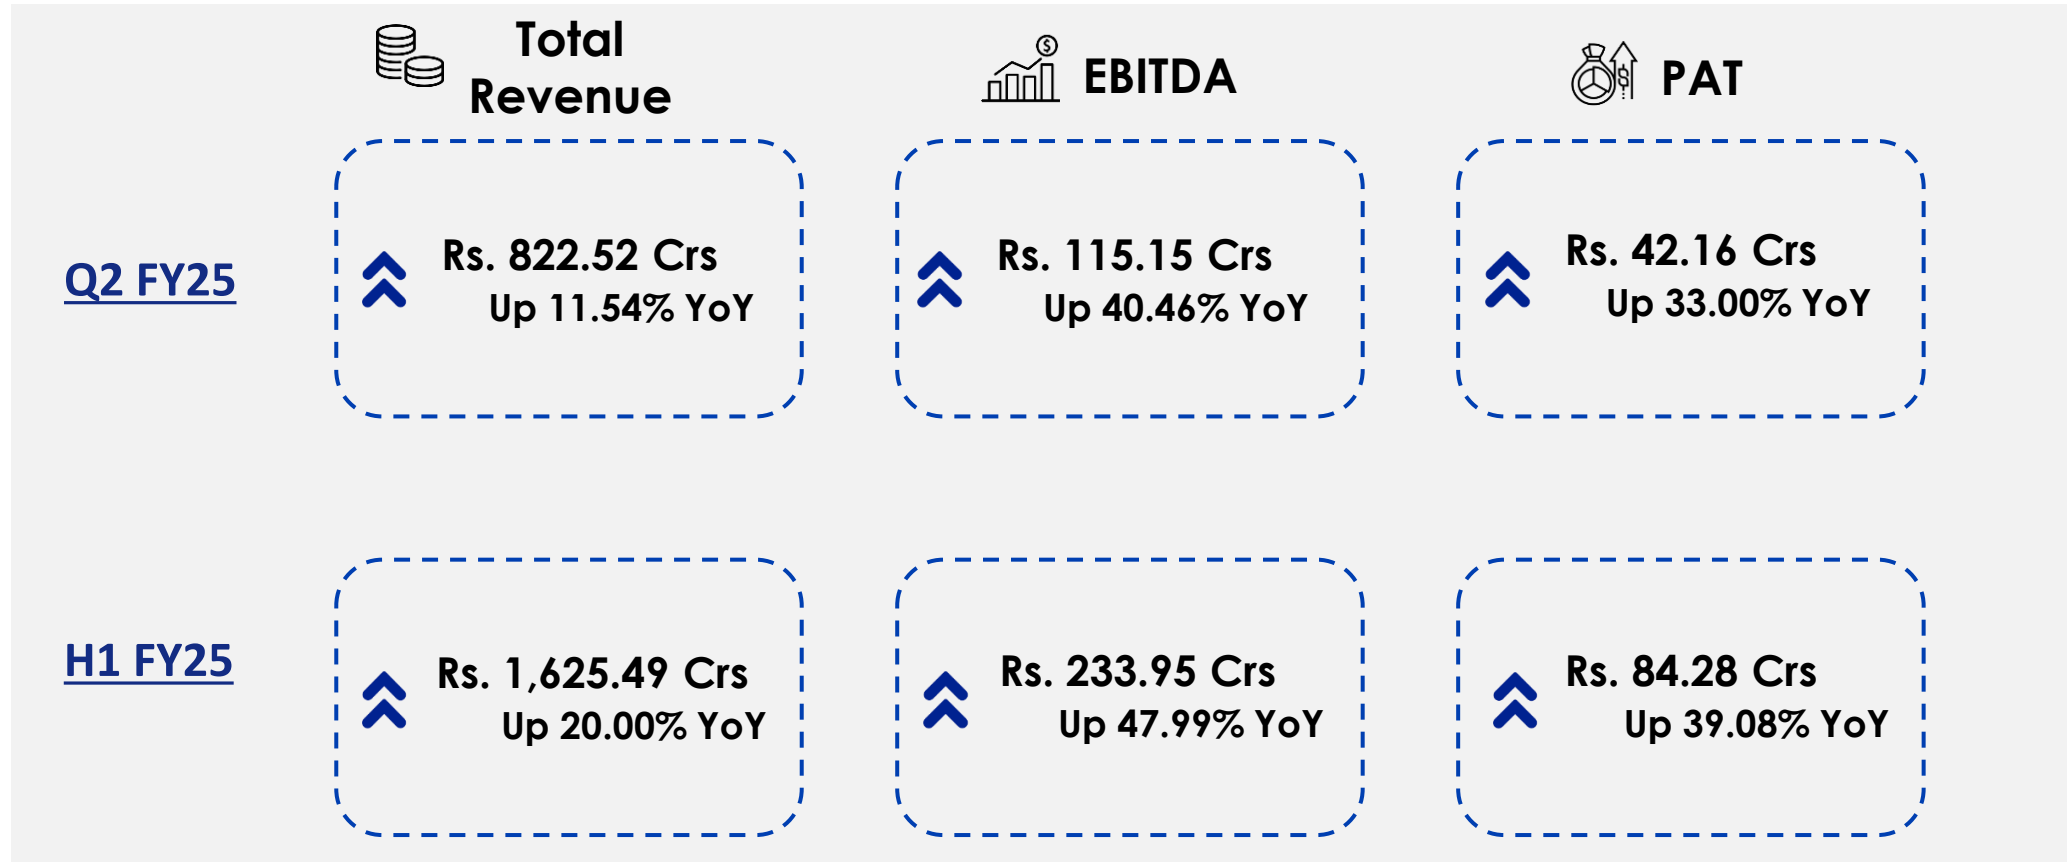 Total
Revenue
EBITDA
PAT
Q2 FY25
Rs. 822.52 Crs
Up 11.54% YoY
Rs. 115.15 Crs
Up 40.46% YoY
Rs. 42.16 Crs
Up 33.00% YoY
H1 FY25
Rs. 1,625.49 Crs
Up 20.00% YoY
Rs. 233.95 Crs
Up 47.99% YoY
Rs. 84.28 Crs
Up 39.08% YoY